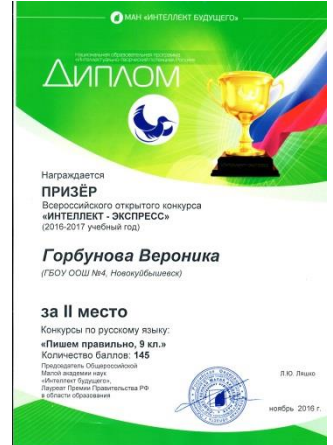 МАН «ИНТЕЛЛЕКТ БУДУЩЕГО»
Национальная образовательная программа
«Интеллектуально-творческий потенциал России»
ДИПЛОМ
Награждается
ПРИЗЁР
Всероссийского открытого конкурса
«ИНТЕЛЛЕКТ - ЭКСПРЕСС»
(2016-2017 учебный год)
Горбунова Вероника
(ГБОУ ООШ №4, Новокуйбышевск)
за II место
Конкурсы по русскому языку:
«Пишем правильно, 9 кл.»
Количество баллов: 145
Председатель Общероссийской
Малой академии наук
«Интеллект будущего»,
Лауреат Премии Правительства РФ
в области образования
Л.Ю. Ляшко
ноябрь 2016 г.